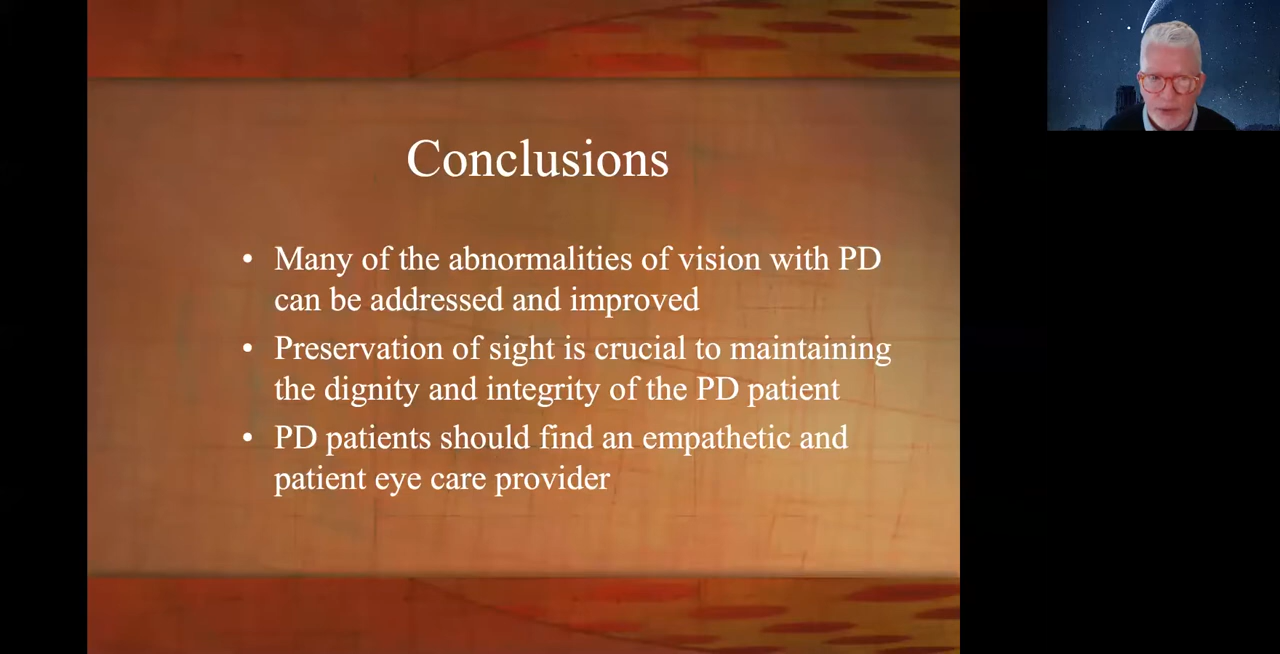 Conclusions
• Many of the abnormalities of vision with PD
can be addressed and improved
• Preservation of sight is crucial to maintaining
the dignity and integrity of the PD patient
• PD patients should find an empathetic and
patient eye care provider